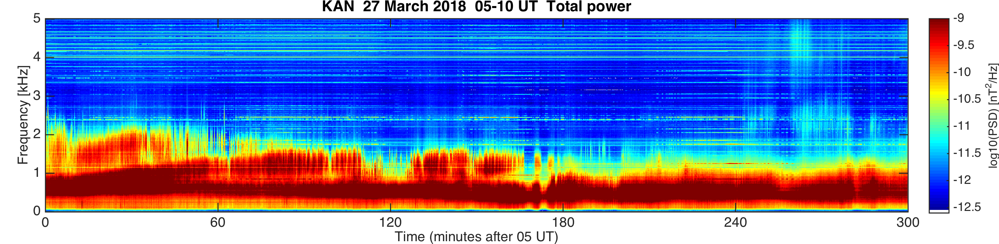 KAN 27 March 2018 05-10 UT Total power
5
4
3
2
1
0
Frequency [kHz]
0 60 120 180 240 300
Time (minutes after 05 UT)
-9
-9.5
-10
-10.5
-11
-11.5
-12
-12.5
log10(PSD) [nT²/Hz]